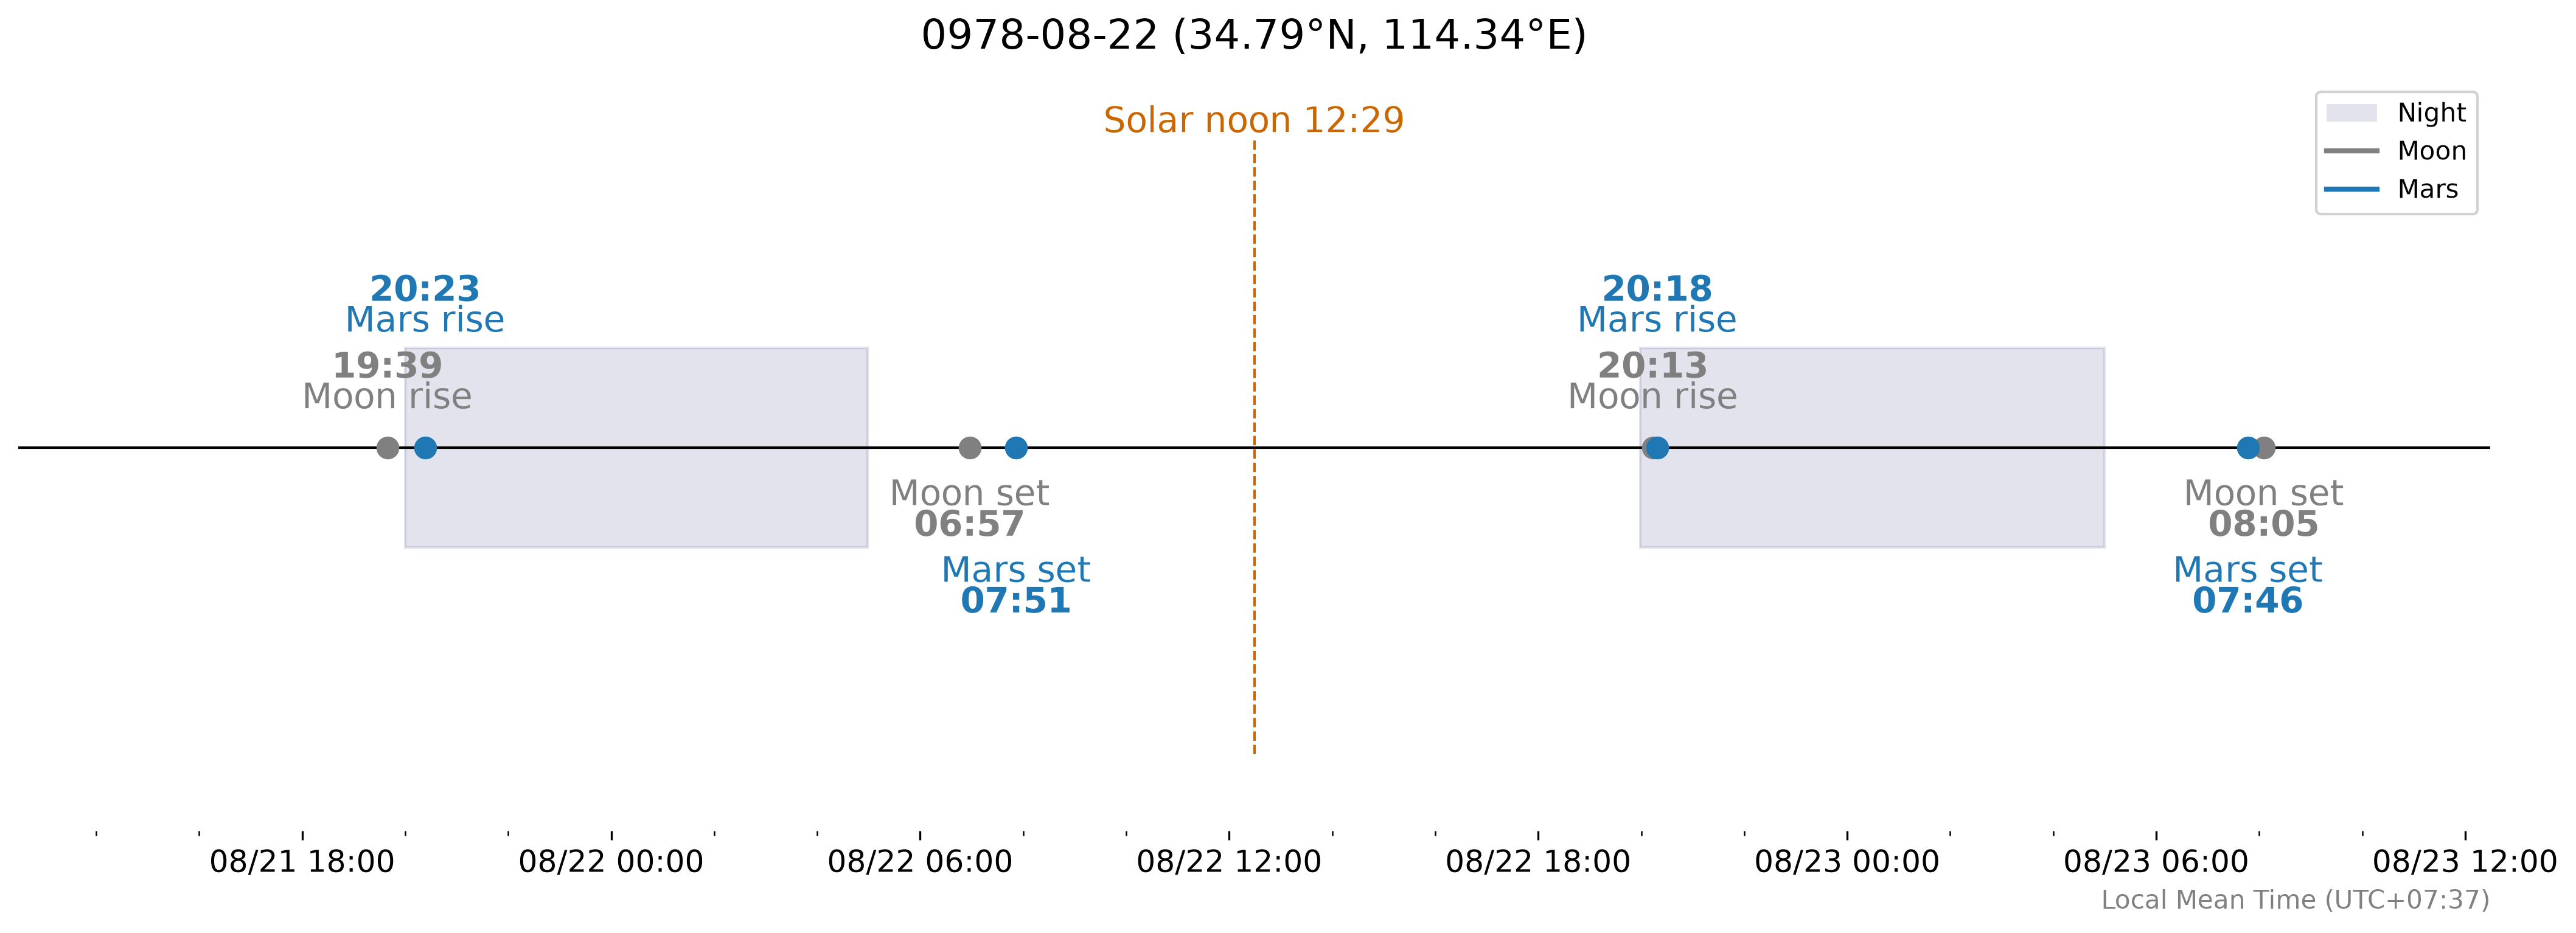 0978-08-22 (34.79°N, 114.34°E)
Solar noon 12:29
Night
Moon
Mars
20:23
Mars rise
19:39
Moon rise
20:18
Mars rise
20:13
Moon rise
Moon set
06:57
Mars set
07:51
Moon set
08:05
Mars set
07:46
08/21 18:00
08/22 00:00
08/22 06:00
08/22 12:00
08/22 18:00
08/23 00:00
08/23 06:00
08/23 12:00
Local Mean Time (UTC+07:37)